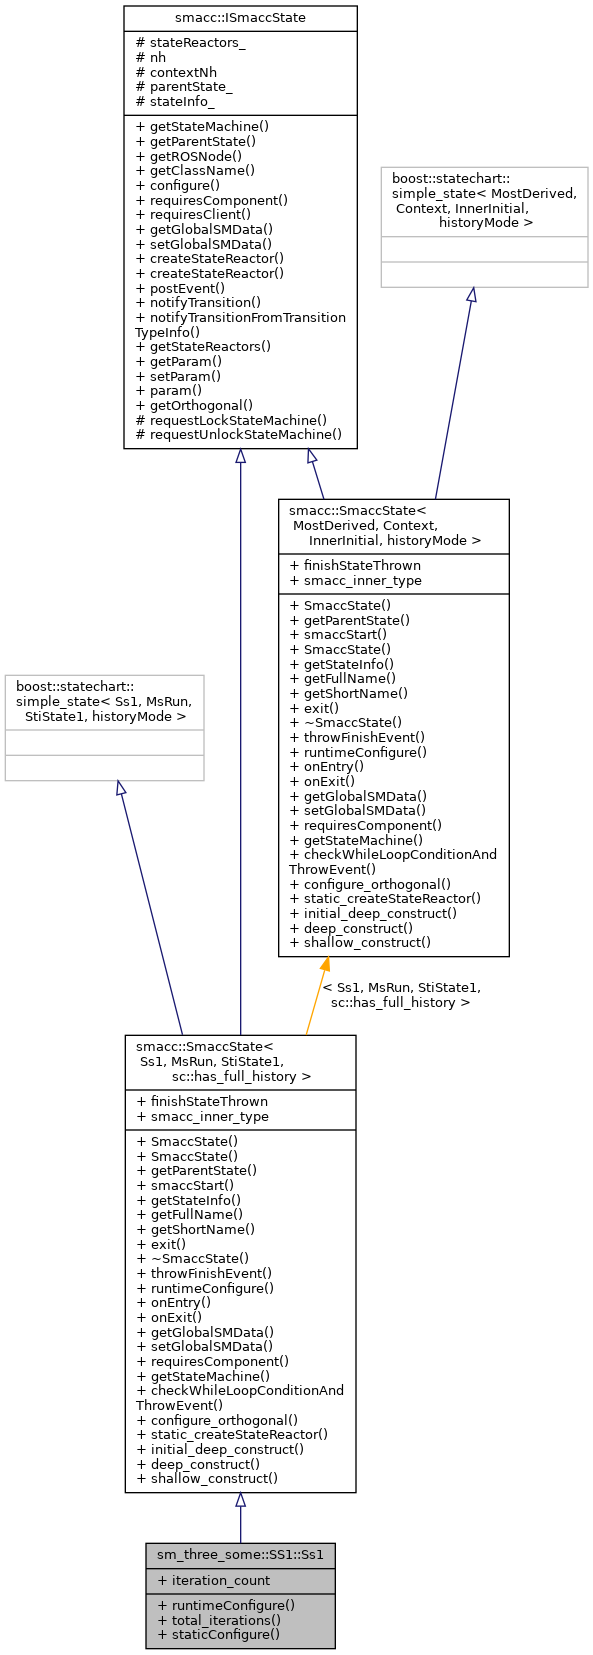 smacc::ISmaccState
# stateReactors_
# nh
# contextNh
# parentState_
# stateInfo_
+ getStateMachine()
+ getParentState()
+ getROSNode()
+ getClassName()
+ configure()
+ requiresComponent()
+ requiresClient()
+ getGlobalSMData()
+ setGlobalSMData()
+ createStateReactor()
+ createStateReactor()
+ postEvent()
+ notifyTransition()
+ notifyTransitionFromTransition
TypeInfo()
+ getStateReactors()
+ getParam()
+ setParam()
+ param()
+ getOrthogonal()
# requestLockStateMachine()
# requestUnlockStateMachine()
boost::statechart::
simple_state< MostDerived,
Context, InnerInitial,
historyMode >
smacc::SmaccState<
MostDerived, Context,
InnerInitial, historyMode >
+ finishStateThrown
+ smacc_inner_type
+ SmaccState()
+ getParentState()
+ smaccStart()
+ SmaccState()
+ getStateInfo()
+ getFullName()
+ getShortName()
+ exit()
+ ~SmaccState()
+ throwFinishEvent()
+ runtimeConfigure()
+ onEntry()
+ onExit()
+ getGlobalSMData()
+ setGlobalSMData()
+ requiresComponent()
+ getStateMachine()
+ checkWhileLoopConditionAnd
ThrowEvent()
+ configure_orthogonal()
+ static_createStateReactor()
+ initial_deep_construct()
+ deep_construct()
+ shallow_construct()
boost::statechart::
simple_state< Ss1, MsRun,
StiState1, historyMode >
< Ss1, MsRun, StiState1,
sc::has_full_history >
smacc::SmaccState<
Ss1, MsRun, StiState1,
sc::has_full_history >
+ finishStateThrown
+ smacc_inner_type
+ SmaccState()
+ SmaccState()
+ getParentState()
+ smaccStart()
+ getStateInfo()
+ getFullName()
+ getShortName()
+ exit()
+ ~SmaccState()
+ throwFinishEvent()
+ runtimeConfigure()
+ onEntry()
+ onExit()
+ getGlobalSMData()
+ setGlobalSMData()
+ requiresComponent()
+ getStateMachine()
+ checkWhileLoopConditionAnd
ThrowEvent()
+ configure_orthogonal()
+ static_createStateReactor()
+ initial_deep_construct()
+ deep_construct()
+ shallow_construct()
sm_three_some::SS1::Ss1
+ iteration_count
+ runtimeConfigure()
+ total_iterations()
+ staticConfigure()